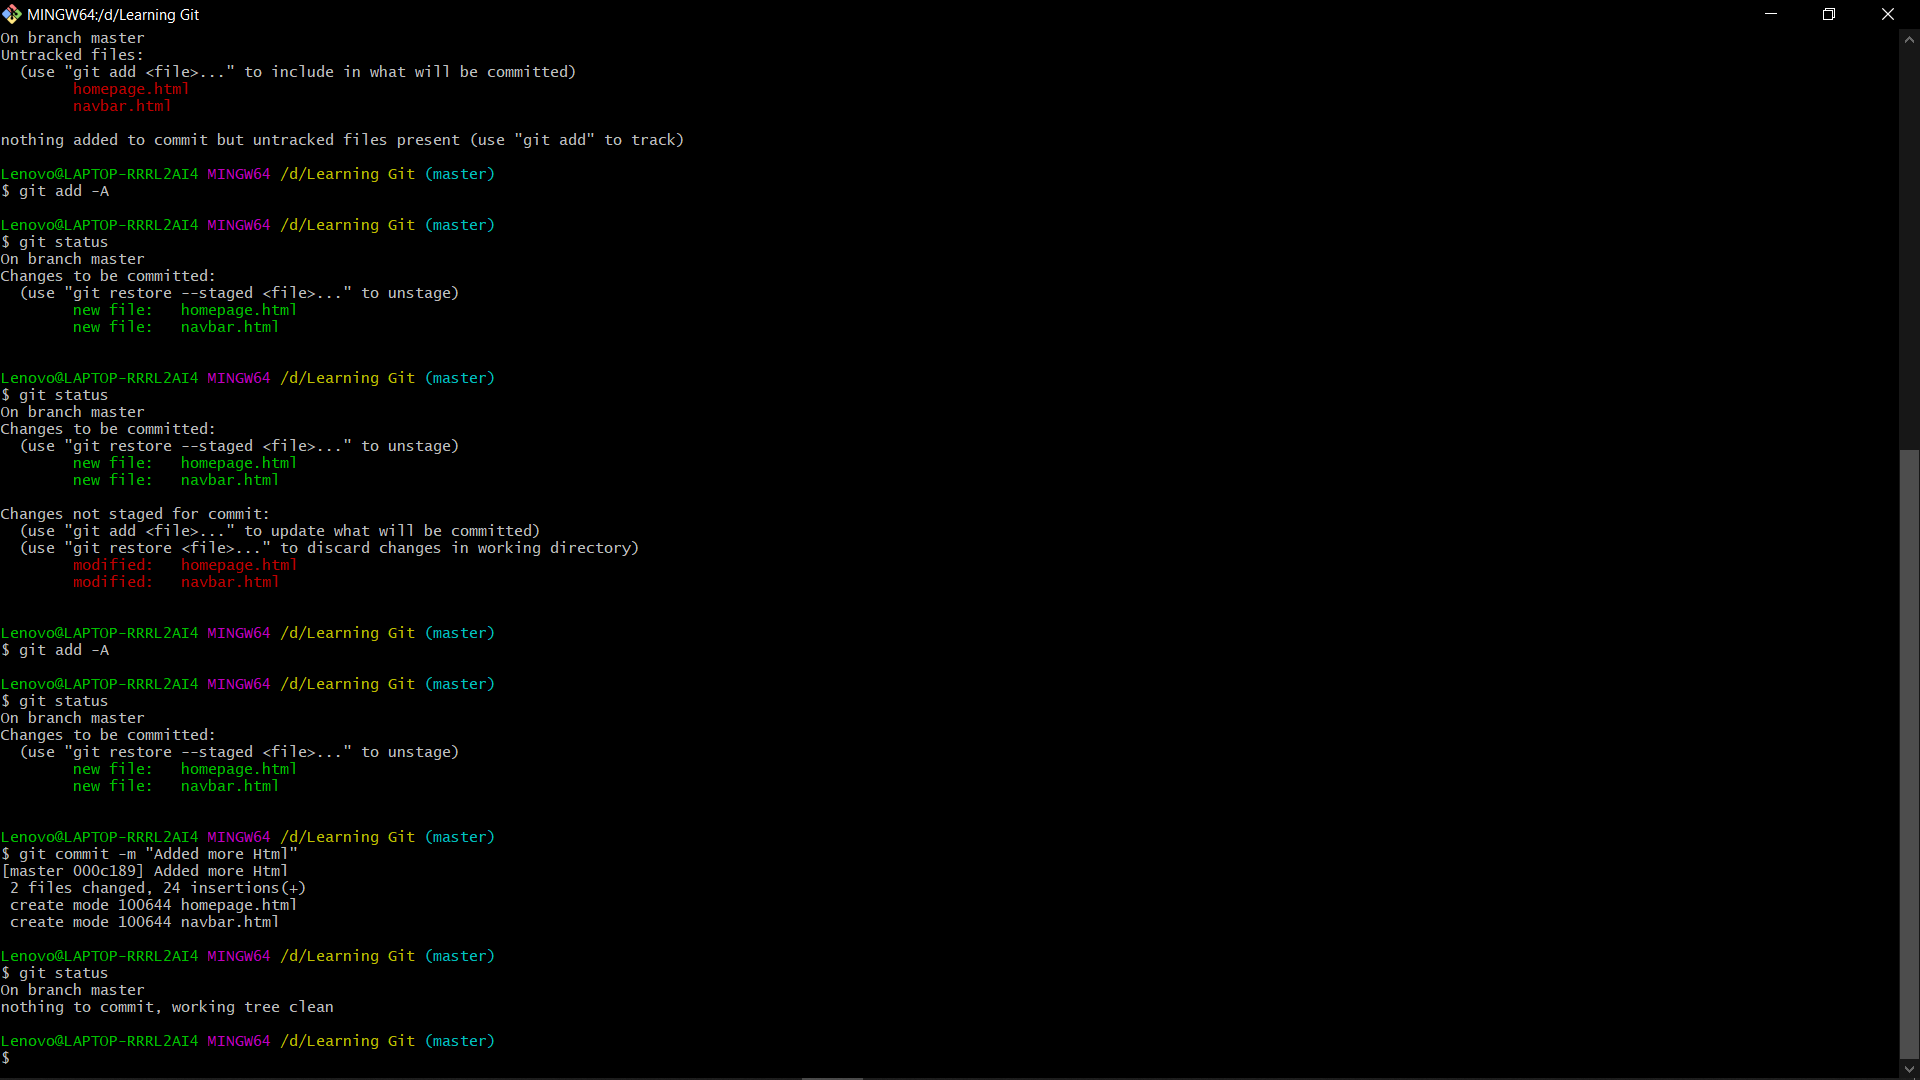 MINGW64:/d/Learning Git
On branch master
Untracked files:
  (use "git add <file>..." to include in what will be committed)
        homepage.html
        navbar.html

nothing added to commit but untracked files present (use "git add" to track)

Lenovo@LAPTOP-RRRL2AI4 MINGW64 /d/Learning Git (master)
$ git add -A

Lenovo@LAPTOP-RRRL2AI4 MINGW64 /d/Learning Git (master)
$ git status
On branch master
Changes to be committed:
  (use "git restore --staged <file>..." to unstage)
        new file:   homepage.html
        new file:   navbar.html

Lenovo@LAPTOP-RRRL2AI4 MINGW64 /d/Learning Git (master)
$ git status
On branch master
Changes to be committed:
  (use "git restore --staged <file>..." to unstage)
        new file:   homepage.html
        new file:   navbar.html

Changes not staged for commit:
  (use "git add <file>..." to update what will be committed)
  (use "git restore <file>..." to discard changes in working directory)
        modified:   homepage.html
        modified:   navbar.html

Lenovo@LAPTOP-RRRL2AI4 MINGW64 /d/Learning Git (master)
$ git add -A

Lenovo@LAPTOP-RRRL2AI4 MINGW64 /d/Learning Git (master)
$ git status
On branch master
Changes to be committed:
  (use "git restore --staged <file>..." to unstage)
        new file:   homepage.html
        new file:   navbar.html

Lenovo@LAPTOP-RRRL2AI4 MINGW64 /d/Learning Git (master)
$ git commit -m "Added more Html"
[master 000c189] Added more Html
 2 files changed, 24 insertions(+)
 create mode 100644 homepage.html
 create mode 100644 navbar.html

Lenovo@LAPTOP-RRRL2AI4 MINGW64 /d/Learning Git (master)
$ git status
On branch master
nothing to commit, working tree clean

Lenovo@LAPTOP-RRRL2AI4 MINGW64 /d/Learning Git (master)
$